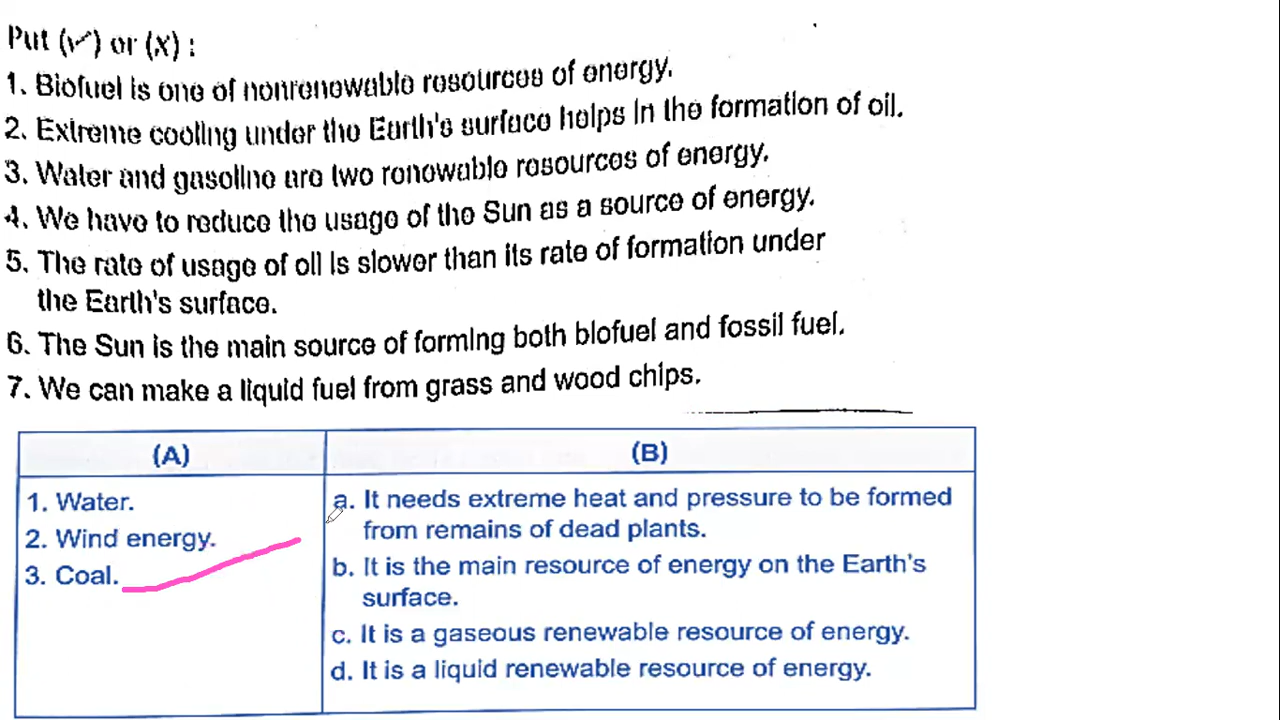 Put (✓) or (x) :
1. Biofuel is one of nonrenewable resources of energy.
2. Extreme cooling under the Earth's surface helps in the formation of oil.
3. Water and gasoline are two renewable resources of energy.
4. We have to reduce the usage of the Sun as a source of energy.
5. The rate of usage of oil is slower than its rate of formation under
the Earth's surface.
6. The Sun is the main source of forming both biofuel and fossil fuel.
7. We can make a liquid fuel from grass and wood chips.
(A)
(B)
1. Water.
2. Wind energy.
3. Coal.
a. It needs extreme heat and pressure to be formed
from remains of dead plants.
b. It is the main resource of energy on the Earth's
surface.
c. It is a gaseous renewable resource of energy.
d. It is a liquid renewable resource of energy.